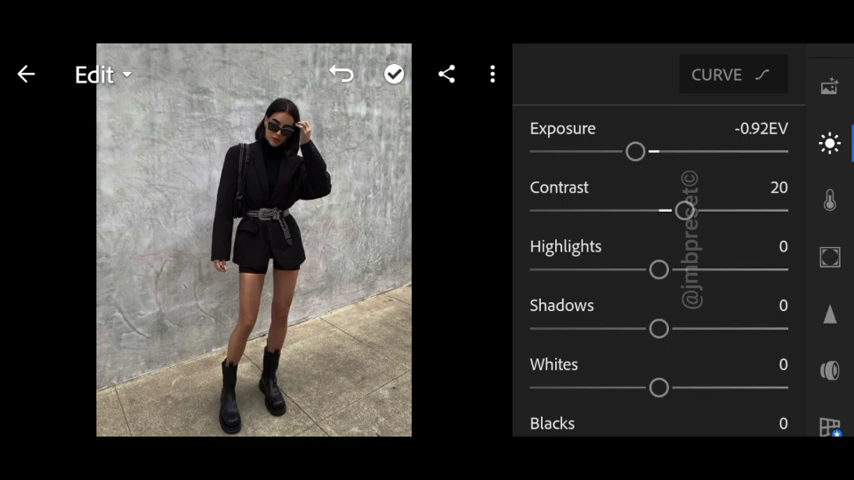 Edit
CURVE
Exposure -0.92EV
Contrast 20
Highlights 0
Shadows 0
Whites 0
Blacks 0
@jmbpreset©